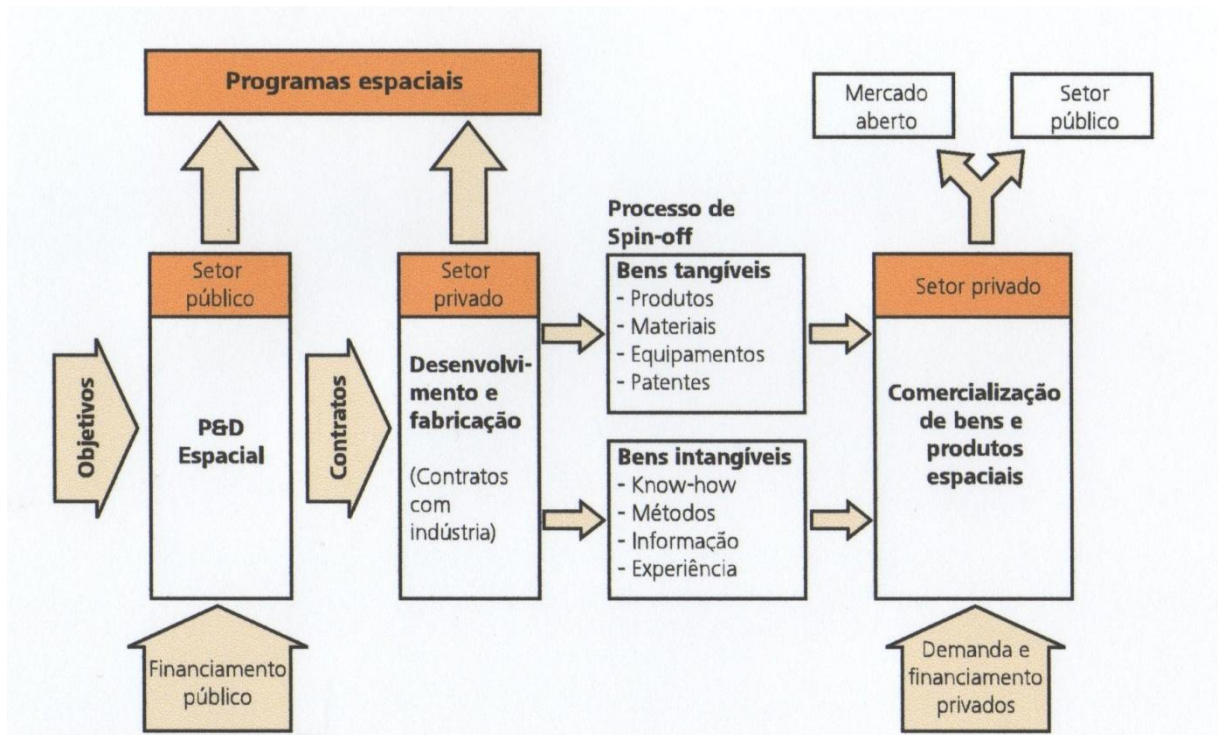 Programas espaciais
Mercado
aberto
Setor
público
Processo de
Spin-off
Setor
público
Setor
privado
Bens tangíveis
- Produtos
- Materiais
- Equipamentos
- Patentes
Setor privado
Objetivos
P&D
Espacial
Contratos
Desenvolvi-
mento e
fabricação
(Contratos
com
indústria)
Bens intangíveis
- Know-how
- Métodos
- Informação
- Experiência
Comercialização
de bens e
produtos
espaciais
Financiamento
público
Demanda e
financiamento
privados